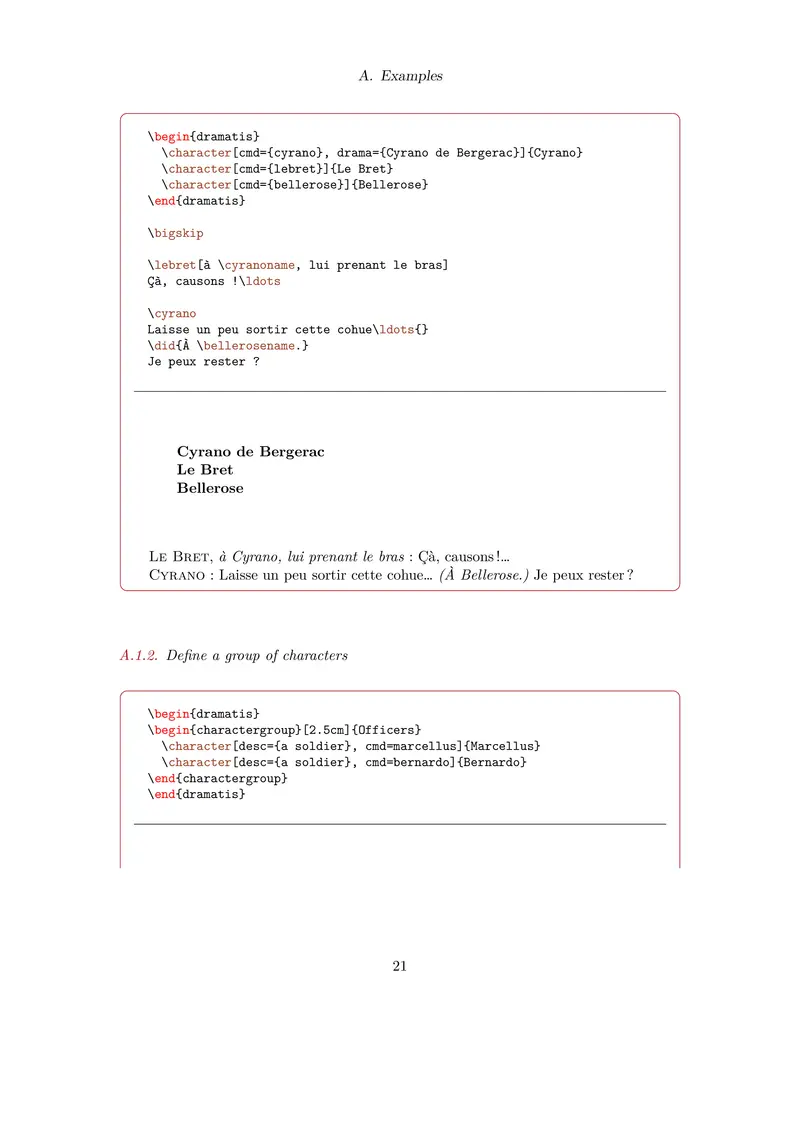 A. Examples
\begin{dramatis}
\character[cmd={cyrano}, drama={Cyrano de Bergerac}]{Cyrano}
\character[cmd={lebret}]{Le Bret}
\character[cmd={bellerose}]{Bellerose}
\end{dramatis}
\bigskip
\lebret[à \cyranoname, lui prenant le bras]
Çà, causons !\ldots
\cyrano
Laisse un peu sortir cette cohue\ldots{}
\did{À \bellerosename.}
Je peux rester ?
Cyrano de Bergerac
Le Bret
Bellerose
Le Bret, à Cyrano, lui prenant le bras : Çà, causons !…
Cyrano : Laisse un peu sortir cette cohue… (À Bellerose.) Je peux rester ?
A.1.2. Define a group of characters
\begin{dramatis}
\begin{charactergroup}[2.5cm]{Officers}
\character[desc={a soldier}, cmd=marcellus]{Marcellus}
\character[desc={a soldier}, cmd=bernardo]{Bernardo}
\end{charactergroup}
\end{dramatis}
21